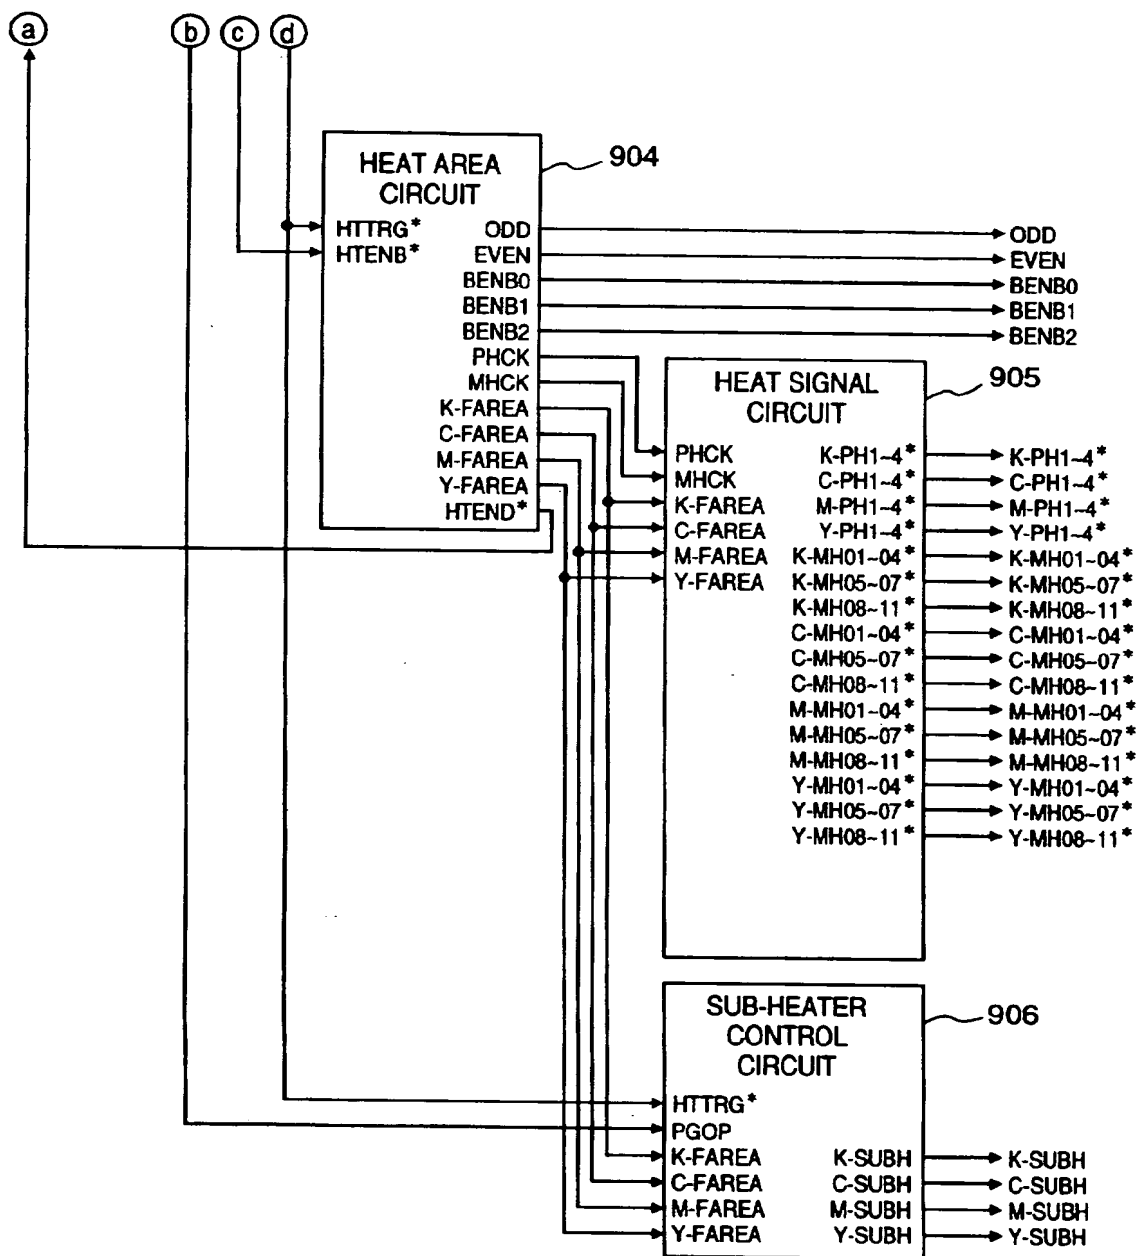 a b c d
HEAT AREA
CIRCUIT
904
HTTRG* ODD ODD
HTENB* EVEN EVEN
BENB0 BENB0
BENB1 BENB1
BENB2 BENB2
PHCK
MHCK
K-FAREA
C-FAREA
M-FAREA
Y-FAREA
HTEND*
HEAT SIGNAL
CIRCUIT
905
PHCK K-PH1~4* K-PH1~4*
MHCK C-PH1~4* C-PH1~4*
K-FAREA M-PH1~4* M-PH1~4*
C-FAREA Y-PH1~4* Y-PH1~4*
M-FAREA K-MH01~04* K-MH01~04*
Y-FAREA K-MH05~07* K-MH05~07*
K-MH08~11* K-MH08~11*
C-MH01~04* C-MH01~04*
C-MH05~07* C-MH05~07*
C-MH08~11* C-MH08~11*
M-MH01~04* M-MH01~04*
M-MH05~07* M-MH05~07*
M-MH08~11* M-MH08~11*
Y-MH01~04* Y-MH01~04*
Y-MH05~07* Y-MH05~07*
Y-MH08~11* Y-MH08~11*
SUB-HEATER
CONTROL
CIRCUIT
906
HTTRG*
PGOP
K-FAREA K-SUBH K-SUBH
C-FAREA C-SUBH C-SUBH
M-FAREA M-SUBH M-SUBH
Y-FAREA Y-SUBH Y-SUBH